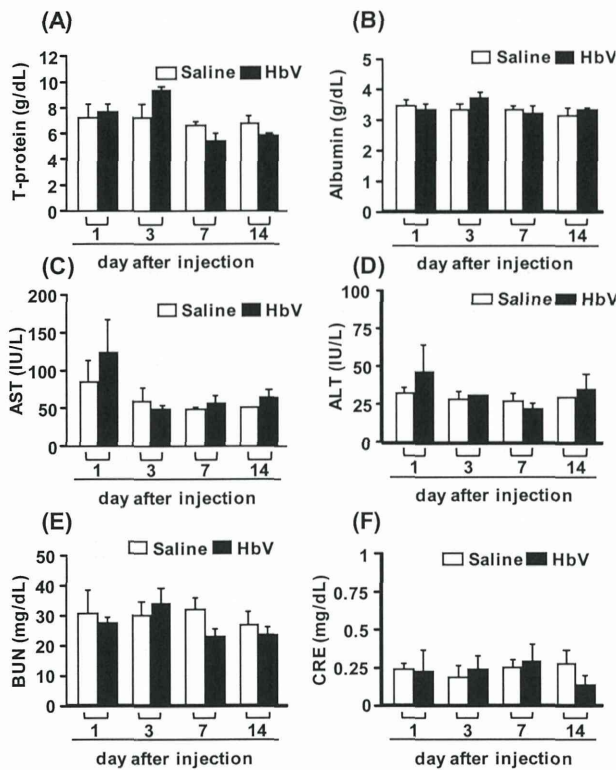 (A)
Saline HbV
T-protein (g/dL)
12
10
8
6
4
2
0
1 3 7 14
day after injection
(B)
Saline HbV
Albumin (g/dL)
5
4
3
2
1
0
1 3 7 14
day after injection
(C)
Saline HbV
AST (IU/L)
200
150
100
50
0
1 3 7 14
day after injection
(D)
Saline HbV
ALT (IU/L)
100
75
50
25
0
1 3 7 14
day after injection
(E)
Saline HbV
BUN (mg/dL)
50
40
30
20
10
0
1 3 7 14
day after injection
(F)
Saline HbV
CRE (mg/dL)
1
0.75
0.5
0.25
0
1 3 7 14
day after injection